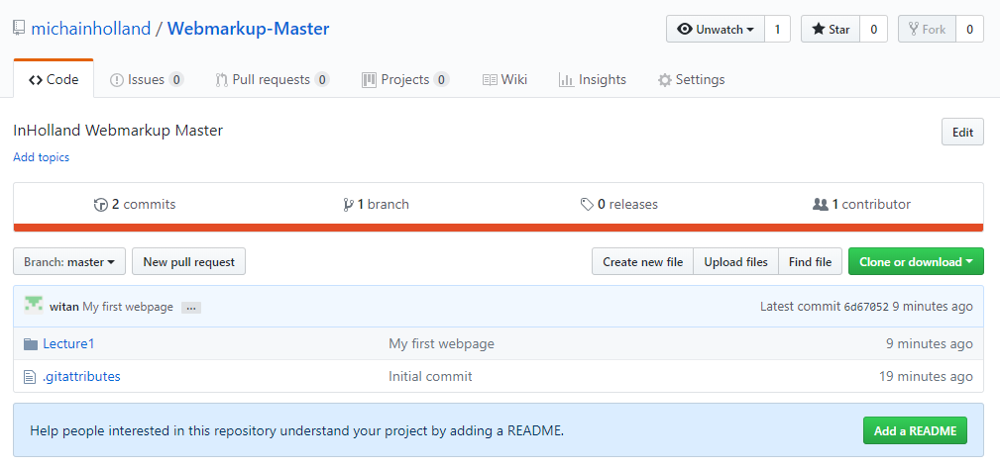 michainholland / Webmarkup-Master Unwatch 1 Star 0 Fork 0
Code Issues 0 Pull requests 0 Projects 0 Wiki Insights Settings
InHolland Webmarkup Master Edit
Add topics
2 commits 1 branch 0 releases 1 contributor
Branch: master New pull request Create new file Upload files Find file Clone or download
witan My first webpage ... Latest commit 6d67052 9 minutes ago
Lecture1 My first webpage 9 minutes ago
.gitattributes Initial commit 19 minutes ago
Help people interested in this repository understand your project by adding a README. Add a README